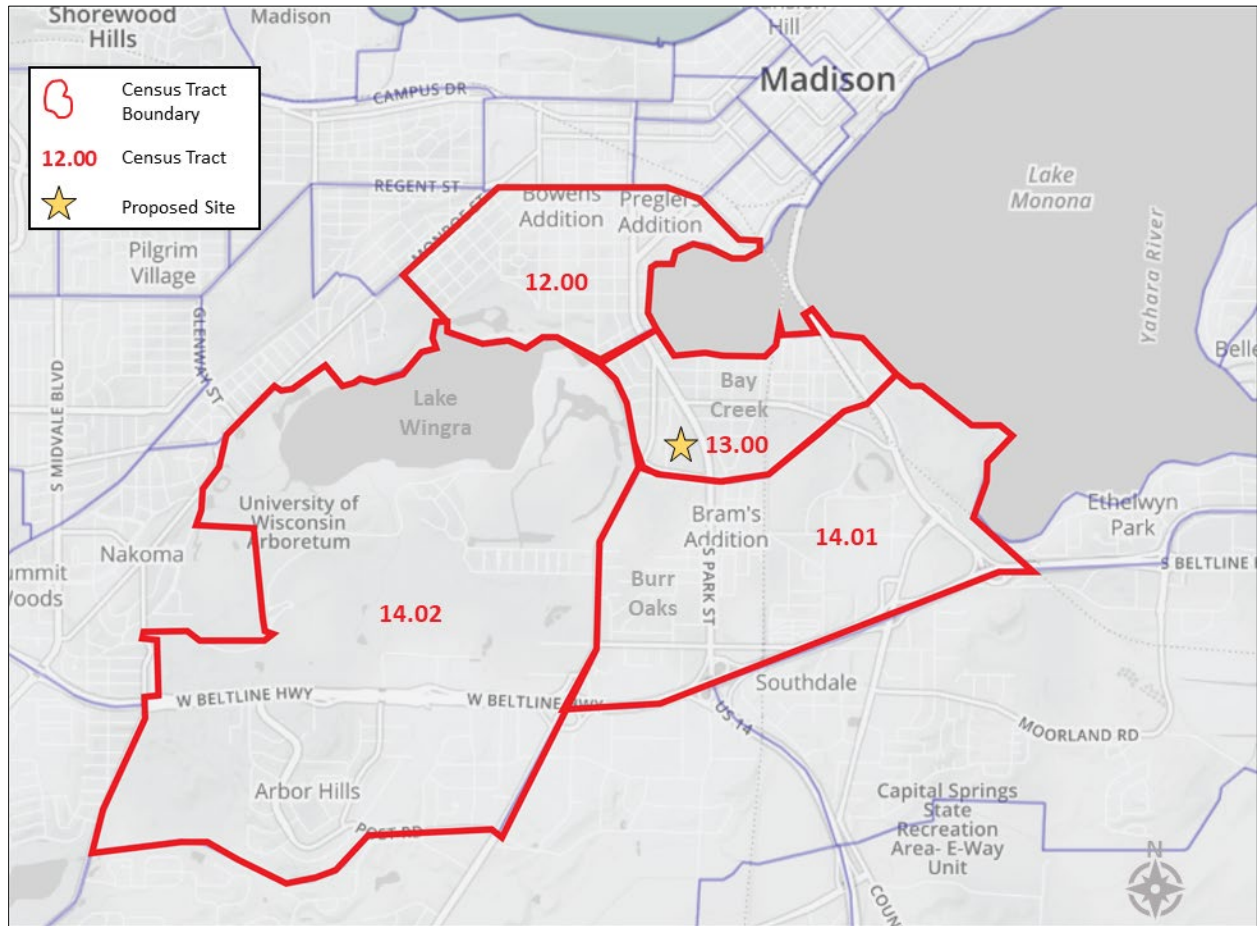 Shorewood
Hills
Madison
Hill
Madison
Census Tract
Boundary
12.00
Census Tract
Proposed Site
CAMPUS DR
REGENT ST
MONROE ST
Bowens
Addition
Pregler's
Addition
Lake
Monona
Yahara River
Pilgrim
Village
12.00
GLENWAY ST
S MIDVALE BLVD
Lake
Wingra
Bay
Creek
13.00
Belle
University of
Wisconsin
Arboretum
Nakoma
Bram's
Addition
14.01
S PARK ST
Ethelwyn
Park
S BELTLINE
Burr
Oaks
14.02
W BELTLINE HWY
W BELTLINE HWY
Southdale
US 14
MOORLAND RD
Arbor Hills
POST RD
Capital Springs
State
Recreation
Area- E-Way
Unit
N
COUN